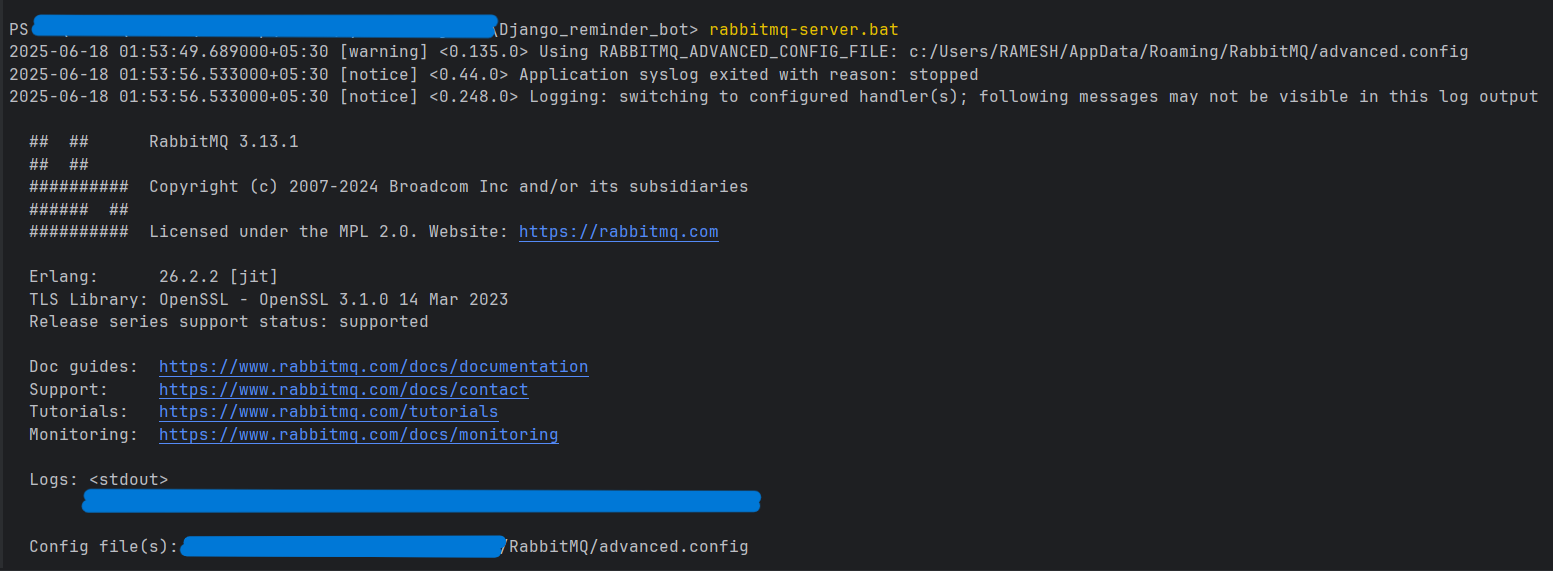 PS \Django_reminder_bot> rabbitmq-server.bat
2025-06-18 01:53:49.689000+05:30 [warning] <0.135.0> Using RABBITMQ_ADVANCED_CONFIG_FILE: c:/Users/RAMESH/AppData/Roaming/RabbitMQ/advanced.config
2025-06-18 01:53:56.533000+05:30 [notice] <0.44.0> Application syslog exited with reason: stopped
2025-06-18 01:53:56.533000+05:30 [notice] <0.248.0> Logging: switching to configured handler(s); following messages may not be visible in this log output
## ## RabbitMQ 3.13.1
## ##
########## Copyright (c) 2007-2024 Broadcom Inc and/or its subsidiaries
###### ##
########## Licensed under the MPL 2.0. Website: https://rabbitmq.com
Erlang: 26.2.2 [jit]
TLS Library: OpenSSL - OpenSSL 3.1.0 14 Mar 2023
Release series support status: supported
Doc guides: https://www.rabbitmq.com/docs/documentation
Support: https://www.rabbitmq.com/docs/contact
Tutorials: https://www.rabbitmq.com/tutorials
Monitoring: https://www.rabbitmq.com/docs/monitoring
Logs: <stdout>
Config file(s): /RabbitMQ/advanced.config